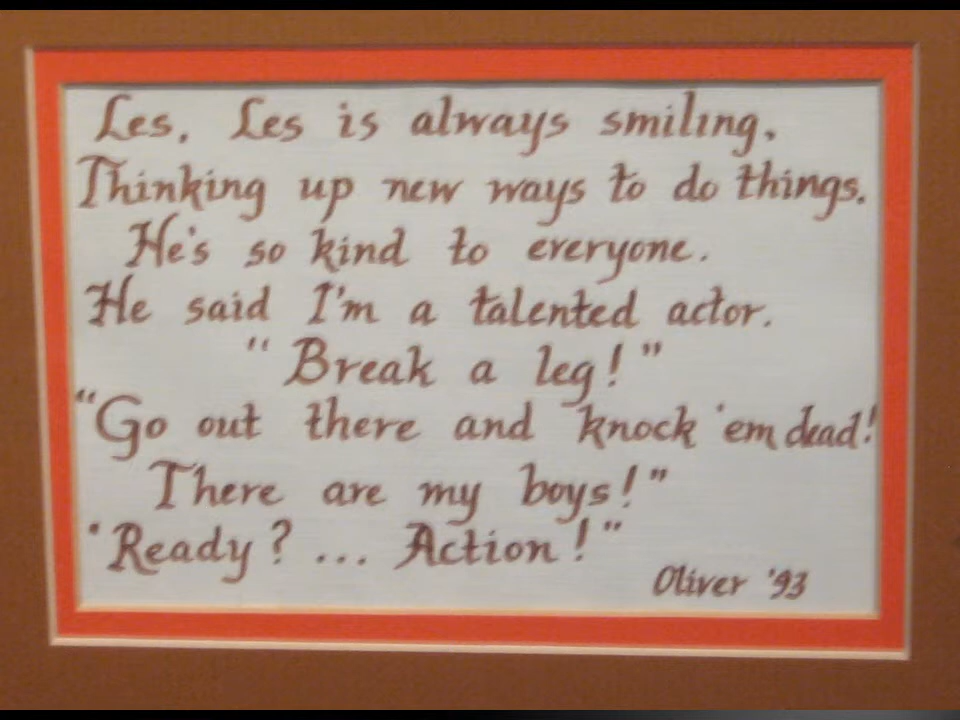 Les, Les is always smiling,
Thinking up new ways to do things.
He's so kind to everyone.
He said I'm a talented actor.
"Break a leg!"
"Go out there and knock 'em dead!
There are my boys!"
"Ready? ... Action!"
Oliver '93